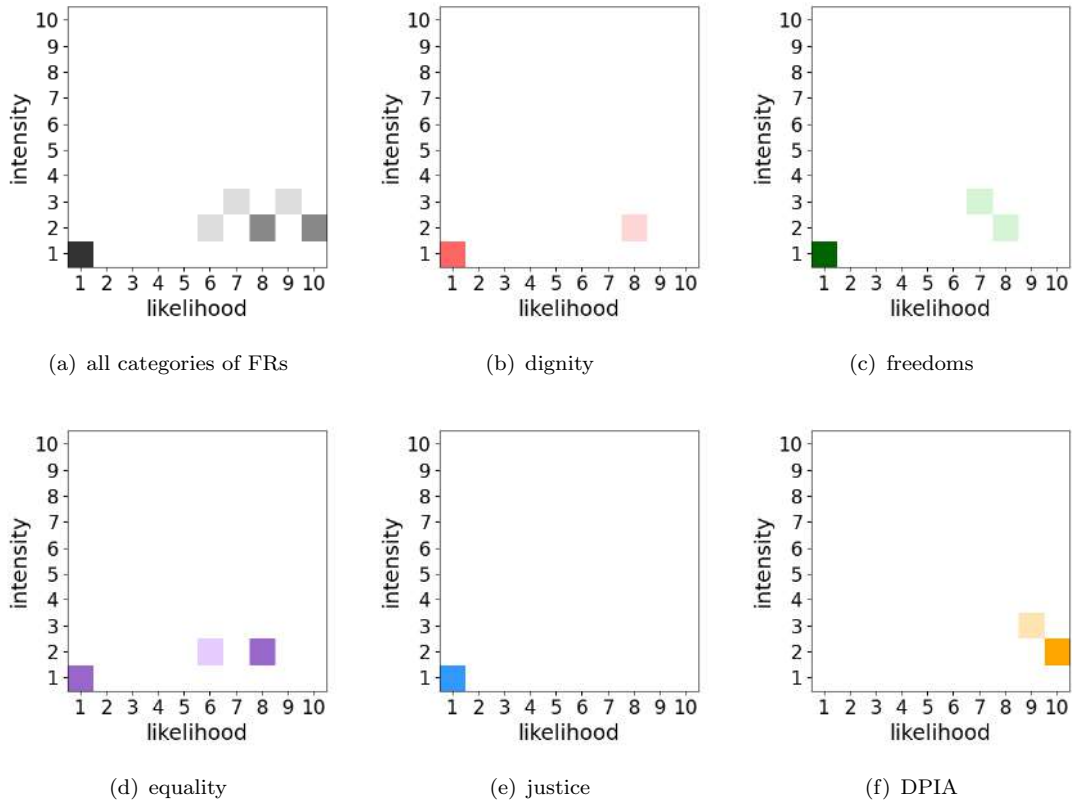 10
9
8
7
6
5
4
3
2
1
intensity
1 2 3 4 5 6 7 8 9 10
likelihood
(a) all categories of FRs
10
9
8
7
6
5
4
3
2
1
intensity
1 2 3 4 5 6 7 8 9 10
likelihood
(b) dignity
10
9
8
7
6
5
4
3
2
1
intensity
1 2 3 4 5 6 7 8 9 10
likelihood
(c) freedoms
10
9
8
7
6
5
4
3
2
1
intensity
1 2 3 4 5 6 7 8 9 10
likelihood
(d) equality
10
9
8
7
6
5
4
3
2
1
intensity
1 2 3 4 5 6 7 8 9 10
likelihood
(e) justice
10
9
8
7
6
5
4
3
2
1
intensity
1 2 3 4 5 6 7 8 9 10
likelihood
(f) DPIA